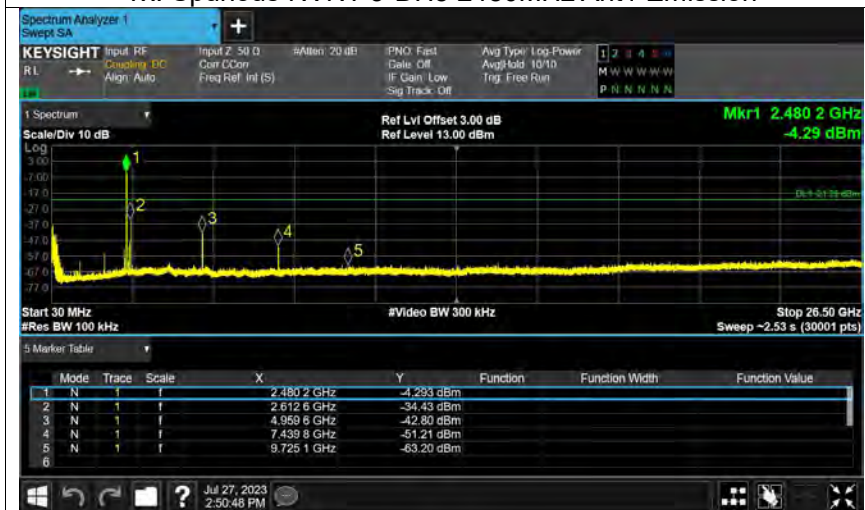 Spectrum Analyzer 1
Swept SA
+
KEYSIGHT Input: RF Input Z: 50 Ω #Atten: 20 dB PNO: Fast Avg Type: Log-Power 1 2 3 4 5 6
RL Coupling: DC Corr CCorr Gate: Off Avg|Hold: 10/10 M W W W W W
Align: Auto Freq Ref: Int (S) IF Gain: Low Trig: Free Run
Sig Track: Off P N N N N N
1 Spectrum Ref Lvl Offset 3.00 dB Mkr1 2.480 2 GHz
Scale/Div 10 dB Ref Level 13.00 dBm -4.29 dBm
Log
3.00 1
-7.00
-17.0
-27.0 2
-37.0 3
-47.0 4
-57.0 5
-67.0
-77.0
Start 30 MHz #Video BW 300 kHz Stop 26.50 GHz
#Res BW 100 kHz Sweep ~2.53 s (30001 pts)
5 Marker Table
Mode Trace Scale X Y Function Function Width Function Value
1 N 1 f 2.480 2 GHz -4.293 dBm
2 N 1 f 2.612 6 GHz -34.43 dBm
3 N 1 f 4.959 6 GHz -42.80 dBm
4 N 1 f 7.439 8 GHz -51.21 dBm
5 N 1 f 9.725 1 GHz -63.20 dBm
6
? Jul 27, 2023
2:50:48 PM